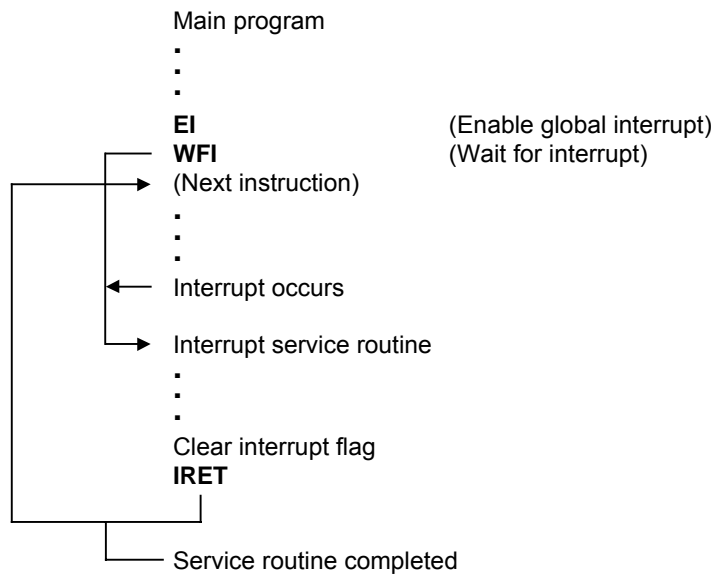 Main program
EI (Enable global interrupt)
WFI (Wait for interrupt)
(Next instruction)
Interrupt occurs
Interrupt service routine
Clear interrupt flag
IRET
Service routine completed